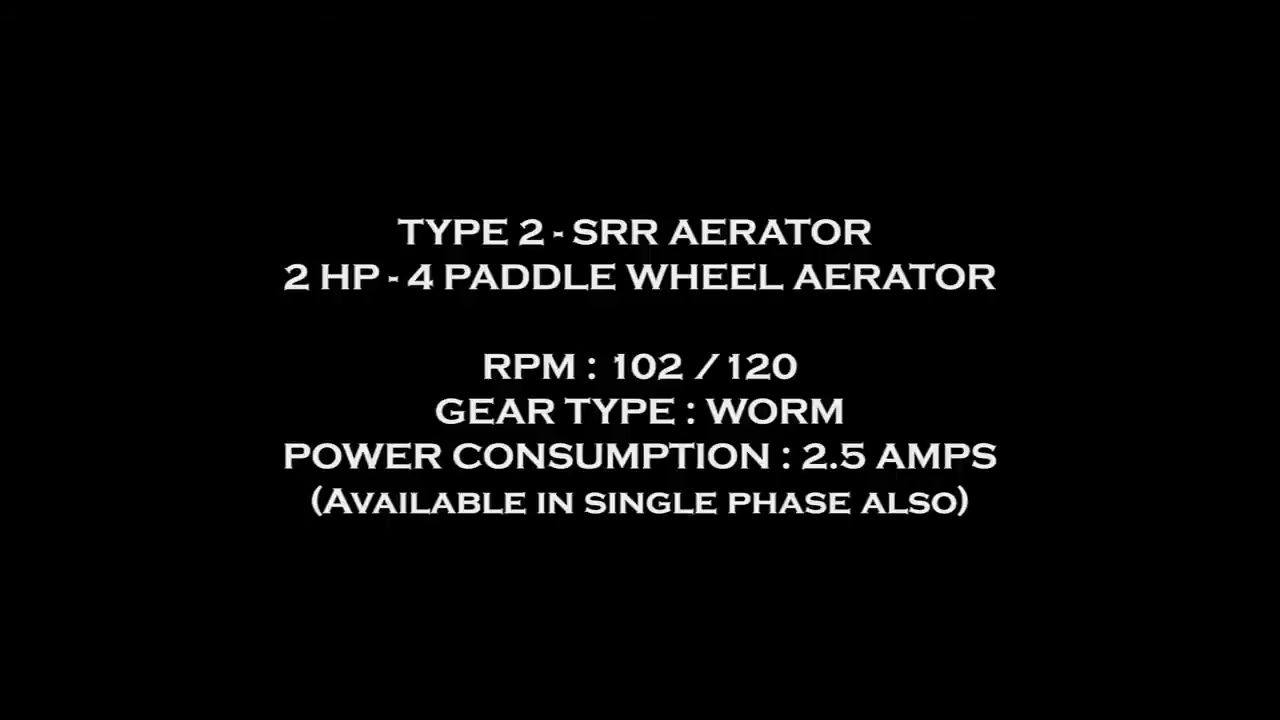 TYPE 2 - SRR AERATOR
2 HP - 4 PADDLE WHEEL AERATOR
RPM : 102 / 120
GEAR TYPE : WORM
POWER CONSUMPTION : 2.5 AMPS
(Available in single phase also)